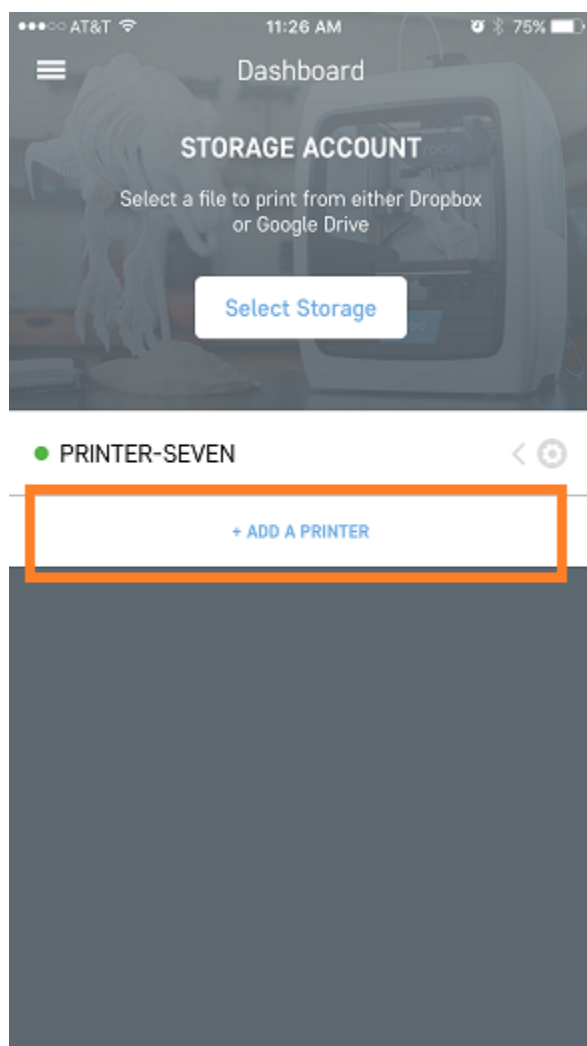 AT&T 11:26 AM 75%
Dashboard
STORAGE ACCOUNT
Select a file to print from either Dropbox
or Google Drive
Select Storage
PRINTER-SEVEN
+ ADD A PRINTER